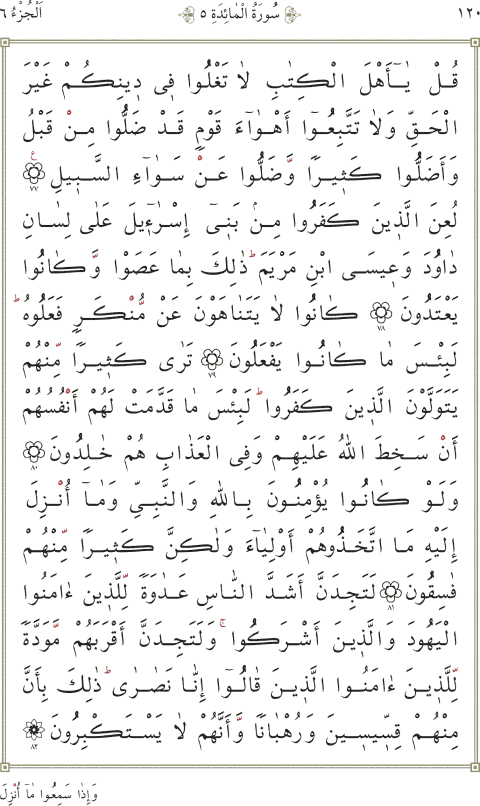 ١٢٠ سُورَةُ الْمَائِدَةِ ٥ اَلْجُزْءُ ٦
قُلْ يَٰٓأَهْلَ الْكِتَٰبِ لَا تَغْلُوا فِي دِينِكُمْ غَيْرَ
الْحَقِّ وَلَا تَتَّبِعُوٓا أَهْوَآءَ قَوْمٍ قَدْ ضَلُّوا مِنْ قَبْلُ
وَأَضَلُّوا كَثِيرًا وَّضَلُّوا عَنْ سَوَآءِ السَّبِيلِ ٧٧
لُعِنَ الَّذِينَ كَفَرُوا مِنۢ بَنِيٓ إِسْرَٰٓءِيلَ عَلَىٰ لِسَانِ
دَاوُدَ وَعِيسَى ابْنِ مَرْيَمَ ۚ ذَٰلِكَ بِمَا عَصَوْا وَّكَانُوا
يَعْتَدُونَ ٧٨ كَانُوا لَا يَتَنَاهَوْنَ عَنْ مُّنْكَرٍ فَعَلُوهُ ۚ
لَبِئْسَ مَا كَانُوا يَفْعَلُونَ ٧٩ تَرَىٰ كَثِيرًا مِّنْهُمْ
يَتَوَلَّوْنَ الَّذِينَ كَفَرُوا ۚ لَبِئْسَ مَا قَدَّمَتْ لَهُمْ أَنْفُسُهُمْ
أَنْ سَخِطَ اللَّهُ عَلَيْهِمْ وَفِي الْعَذَابِ هُمْ خَٰلِدُونَ ٨٠
وَلَوْ كَانُوا يُؤْمِنُونَ بِاللَّهِ وَالنَّبِيِّ وَمَآ أُنْزِلَ
إِلَيْهِ مَا اتَّخَذُوهُمْ أَوْلِيَآءَ وَلَٰكِنَّ كَثِيرًا مِّنْهُمْ
فَٰسِقُونَ ٨١ لَتَجِدَنَّ أَشَدَّ النَّاسِ عَدَٰوَةً لِّلَّذِينَ ءَامَنُوا
الْيَهُودَ وَالَّذِينَ أَشْرَكُوا ۖ وَلَتَجِدَنَّ أَقْرَبَهُمْ مَّوَدَّةً
لِّلَّذِينَ ءَامَنُوا الَّذِينَ قَالُوٓا إِنَّا نَصَٰرَىٰ ۚ ذَٰلِكَ بِأَنَّ
مِنْهُمْ قِسِّيسِينَ وَرُهْبَانًا وَّأَنَّهُمْ لَا يَسْتَكْبِرُونَ ٨٢
وَإِذَا سَمِعُوا مَآ أُنْزِلَ